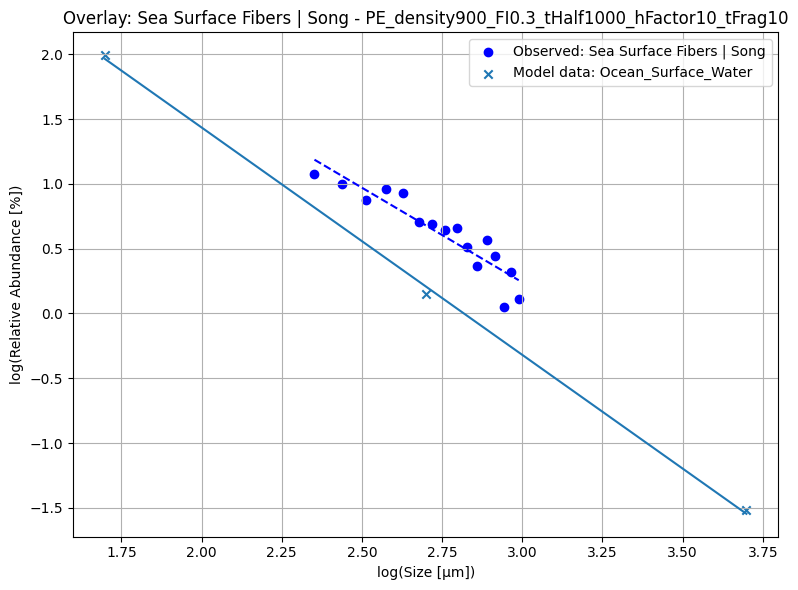 Overlay: Sea Surface Fibers | Song - PE_density900_FI0.3_tHalf1000_hFactor10_tFrag10
Observed: Sea Surface Fibers | Song
Model data: Ocean_Surface_Water
log(Relative Abundance [%])
2.0
1.5
1.0
0.5
0.0
−0.5
−1.0
−1.5
1.75 2.00 2.25 2.50 2.75 3.00 3.25 3.50 3.75
log(Size [μm])